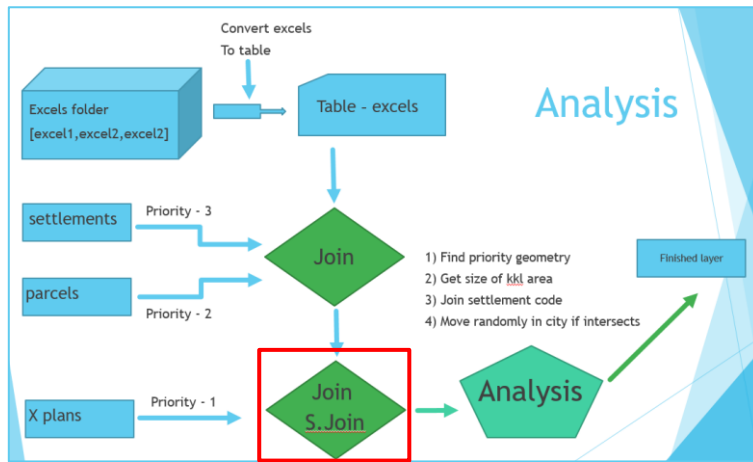 Convert excels
To table
Analysis
Excels folder
[excel1,excel2,excel2]
Table - excels
settlements
Priority - 3
Join
parcels
Priority - 2
1) Find priority geometry
2) Get size of kkl area
3) Join settlement code
4) Move randomly in city if intersects
Finished layer
X plans
Priority - 1
Join
S.Join
Analysis